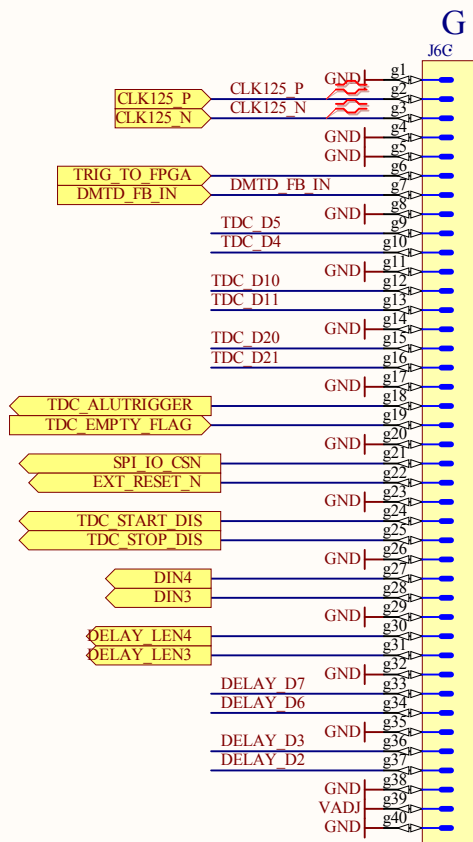 G
J6C
GND g1
CLK125_P CLK125_P g2
CLK125_N CLK125_N g3
GND g4
GND g5
TRIG_TO_FPGA g6
DMTD_FB_IN DMTD_FB_IN g7
GND g8
TDC_D5 g9
TDC_D4 g10
GND g11
TDC_D10 g12
TDC_D11 g13
GND g14
TDC_D20 g15
TDC_D21 g16
GND g17
TDC_ALUTRIGGER g18
TDC_EMPTY_FLAG g19
GND g20
SPI_IO_CSN g21
EXT_RESET_N g22
GND g23
TDC_START_DIS g24
TDC_STOP_DIS g25
GND g26
DIN4 g27
DIN3 g28
GND g29
DELAY_LEN4 g30
DELAY_LEN3 g31
GND g32
DELAY_D7 g33
DELAY_D6 g34
GND g35
DELAY_D3 g36
DELAY_D2 g37
GND g38
VADJ g39
GND g40